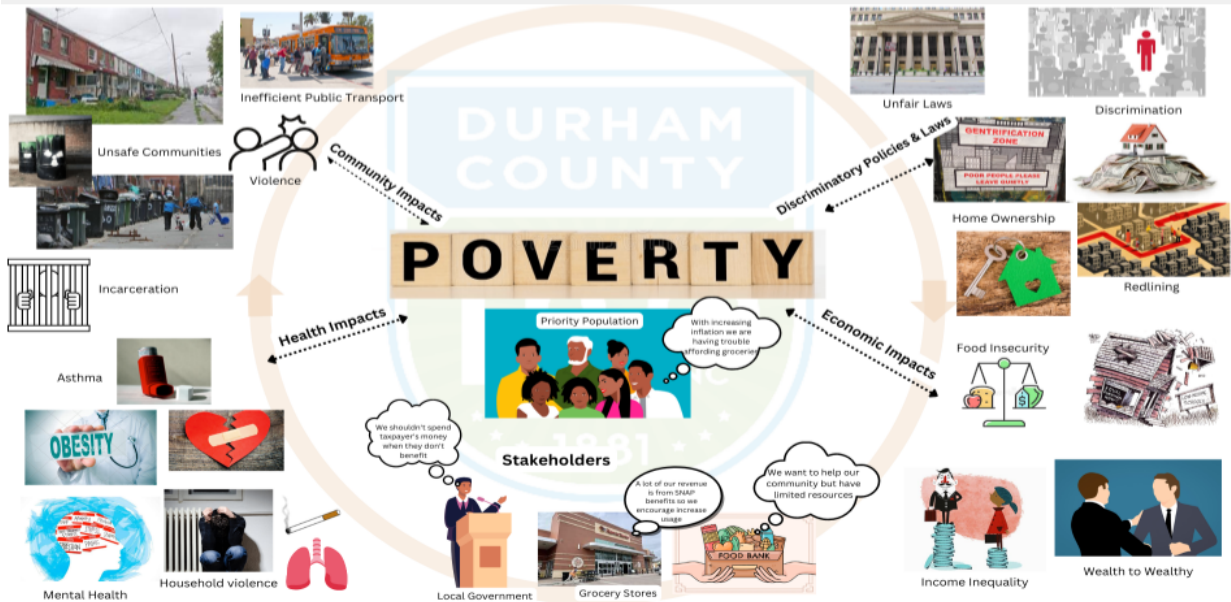 Inefficient Public Transport
Unsafe Communities
Violence
Incarceration
Community Impacts
Unfair Laws
Discrimination
Discriminatory Policies & Laws
GENTRIFICATION
ZONE
POOR PEOPLE PLEASE
LEAVE QUIETLY
Home Ownership
Redlining
DURHAM
COUNTY
POVERTY
Priority Population
With increasing
inflation we are
having trouble
affording groceries
Health Impacts
Asthma
OBESITY
Mental Health
Household violence
Economic Impacts
Food Insecurity
Income Inequality
Wealth to Wealthy
1881
Stakeholders
We shouldn't spend
taxpayer's money
when they don't
benefit
Local Government
A lot of our revenue
is from SNAP
benefits so we
encourage increase
usage
Grocery Stores
We want to help our
community but have
limited resources
FOOD BANK